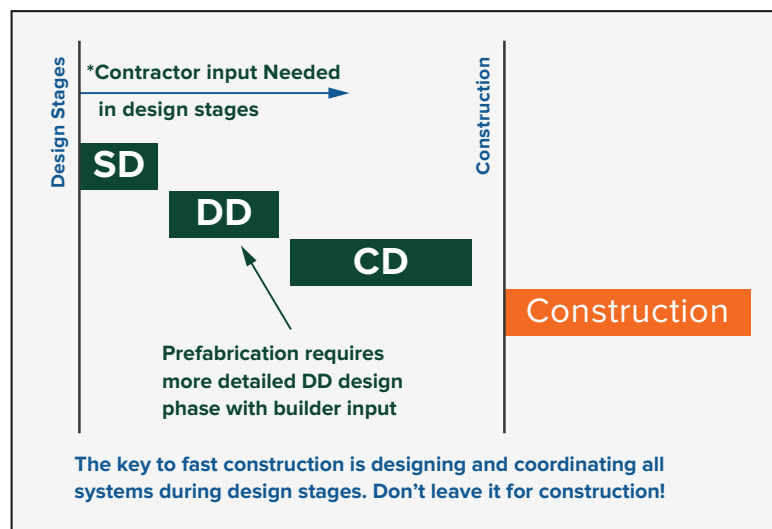 Design Stages
*Contractor input Needed
in design stages
Construction
SD
DD
CD
Construction
Prefabrication requires
more detailed DD design
phase with builder input
The key to fast construction is designing and coordinating all
systems during design stages. Don’t leave it for construction!